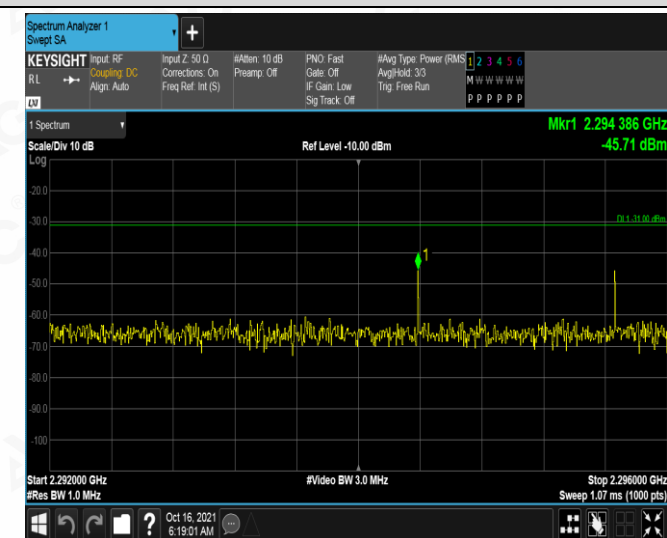 Spectrum Analyzer 1
Swept SA
+
KEYSIGHT
RL
LXI
Input: RF
Coupling: DC
Align: Auto
Input Z: 50 Ω
Corrections: On
Freq Ref: Int (S)
#Atten: 10 dB
Preamp: Off
PNO: Fast
Gate: Off
IF Gain: Low
Sig Track: Off
#Avg Type: Power (RMS
Avg|Hold: 3/3
Trig: Free Run
1 2 3 4 5 6
M W W W W W
P P P P P P
1 Spectrum
Mkr1 2.294 386 GHz
Scale/Div 10 dB
Ref Level -10.00 dBm
-45.71 dBm
Log
-20.0
-30.0
DL1 -31.00 dBm
-40.0
1
-50.0
-60.0
-70.0
-80.0
-90.0
-100
Start 2.292000 GHz
#Video BW 3.0 MHz
Stop 2.296000 GHz
#Res BW 1.0 MHz
Sweep 1.07 ms (1000 pts)
?
Oct 16, 2021
6:19:01 AM